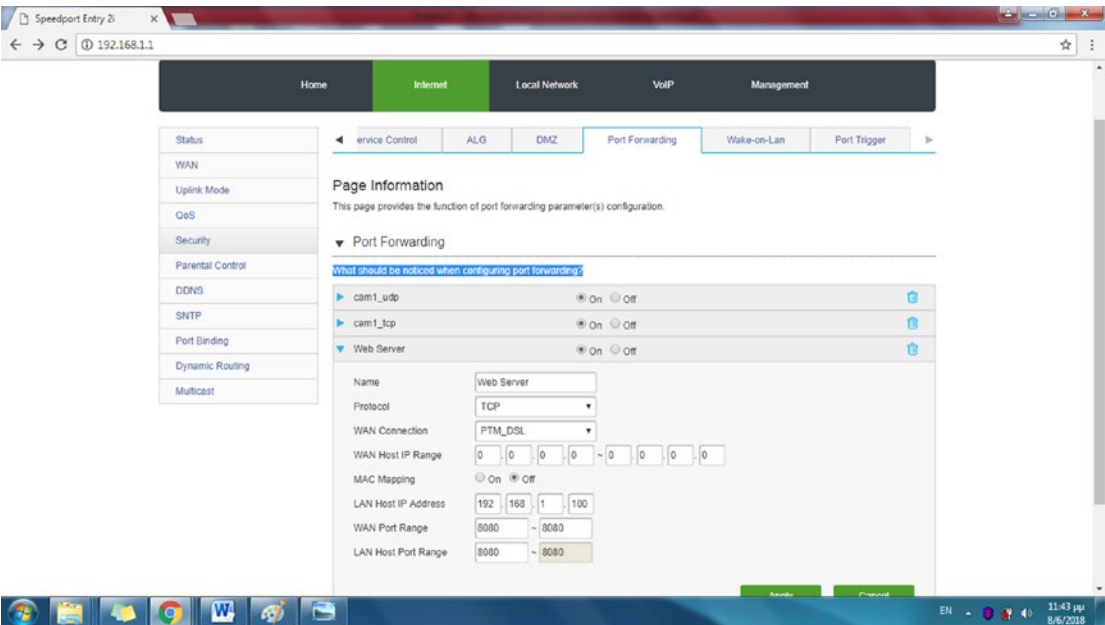 Speedport Entry 2i
192.168.1.1
Home Internet Local Network VoIP Management
Status
WAN
Uplink Mode
QoS
Security
Parental Control
DDNS
SNTP
Port Binding
Dynamic Routing
Multicast
ervice Control ALG DMZ Port Forwarding Wake-on-Lan Port Trigger
Page Information
This page provides the function of port forwarding parameter(s) configuration.
Port Forwarding
What should be noticed when configuring port forwarding?
cam1_udp On Off
cam1_tcp On Off
Web Server On Off
Name Web Server
Protocol TCP
WAN Connection PTM_DSL
WAN Host IP Range 0 . 0 . 0 . 0 ~ 0 . 0 . 0 . 0
MAC Mapping On Off
LAN Host IP Address 192 . 168 . 1 . 100
WAN Port Range 8080 ~ 8080
LAN Host Port Range 8080 ~ 8080
Apply Cancel
EN 11:43 μμ
8/6/2018